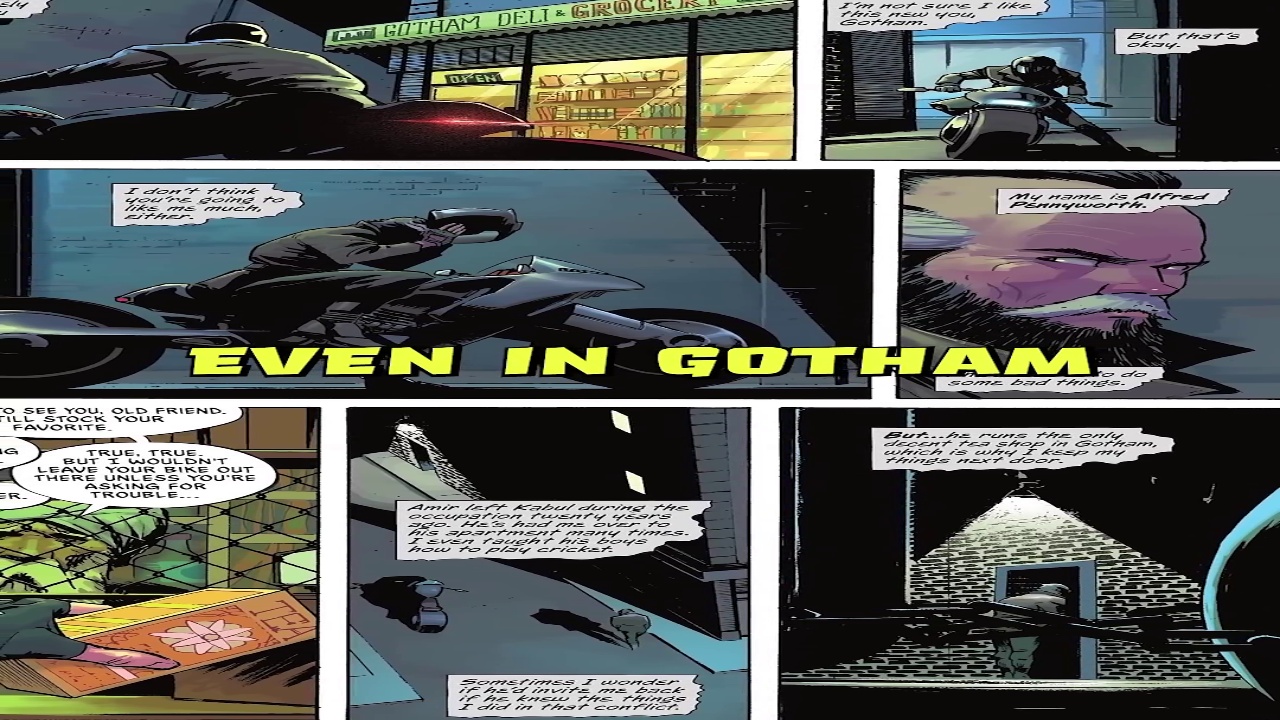 GOTHAM DELI & GROCERY
OPEN
I'm not sure I like
this new you,
Gotham.
But that's
okay.
I don't think
you're going to
like me much,
either.
My name is Alfred
Pennyworth.
EVEN IN GOTHAM
to do
some bad things.
TO SEE YOU, OLD FRIEND.
STOCK YOUR
FAVORITE.
TRUE, TRUE.
BUT I WOULDN'T
LEAVE YOUR BIKE OUT
THERE UNLESS YOU'RE
ASKING FOR
TROUBLE...
Amir left Kabul during the
occupation twenty years
ago. He's had me over to
his apartment many times.
I even taught his boys
how to play cricket.
Sometimes I wonder
if he'd invite me back
if he knew the things
I did in that conflict.
But...he runs the only
decent tea shop in Gotham,
which is why I keep my
things next door.